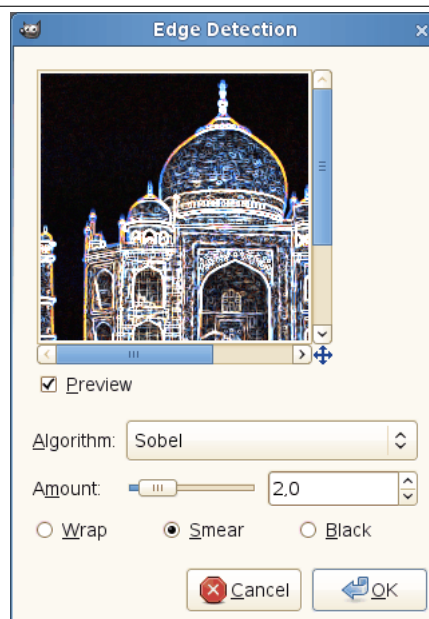 Edge Detection
Preview
Algorithm: Sobel
Amount: 2,0
Wrap Smear Black
Cancel OK